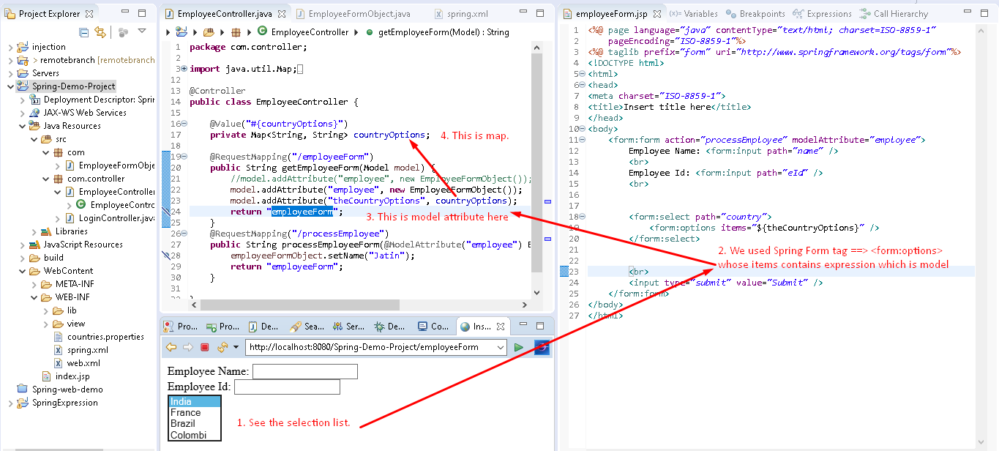 Project Explorer
injection
> remotebranch [remotebranch
Servers
Spring-Demo-Project
Deployment Descriptor: Sprin
JAX-WS Web Services
Java Resources
src
com
EmployeeFormObje
com.controller
EmployeeController
EmployeeContro
LoginController.java
Libraries
JavaScript Resources
build
WebContent
META-INF
WEB-INF
lib
view
countries.properties
spring.xml
web.xml
index.jsp
Spring-web-demo
SpringExpression
EmployeeController.java EmployeeFormObject.java spring.xml
EmployeeController getEmployeeForm(Model) : String
1 package com.controller;
2
3 import java.util.Map;
12
13 @Controller
14 public class EmployeeController {
15
16 @Value("#{countryOptions}")
17 private Map<String, String> countryOptions;
18
19 @RequestMapping("/employeeForm")
20 public String getEmployeeForm(Model model) {
21 //model.addAttribute("employee", new EmployeeFormObject());
22 model.addAttribute("employee", new EmployeeFormObject());
23 model.addAttribute("theCountryOptions", countryOptions);
24 return "employeeForm";
25 }
26 @RequestMapping("/processEmployee")
27 public String processEmployeeForm(@ModelAttribute("employee") E
28 employeeFormObject.setName("Jatin");
29 return "employeeForm";
30 }
31
4. This is map.
3. This is model attribute here
Pro... Pro... De... Sea... Ser... De... Co... Ins...
http://localhost:8080/Spring-Demo-Project/employeeForm
Employee Name:
Employee Id:
India
France
Brazil
Colombi
1. See the selection list.
employeeForm.jsp (x)= Variables Breakpoints Expressions Call Hierarchy
1 <%@ page language="java" contentType="text/html; charset=ISO-8859-1"
2 pageEncoding="ISO-8859-1"%>
3 <%@ taglib prefix="form" uri="http://www.springframework.org/tags/form"%>
4 <!DOCTYPE html>
5 <html>
6 <head>
7 <meta charset="ISO-8859-1">
8 <title>Insert title here</title>
9 </head>
10 <body>
11 <form:form action="processEmployee" modelAttribute="employee">
12 Employee Name: <form:input path="name" />
13 <br>
14 Employee Id: <form:input path="eId" />
15 <br>
16
17
18 <form:select path="country">
19 <form:options items="${theCountryOptions}" />
20 </form:select>
21
22
23 <br>
24 <input type="submit" value="Submit" />
25 </form:form>
26 </body>
27 </html>
2. We used Spring Form tag ==> <form:options>
whose items contains expression which is model